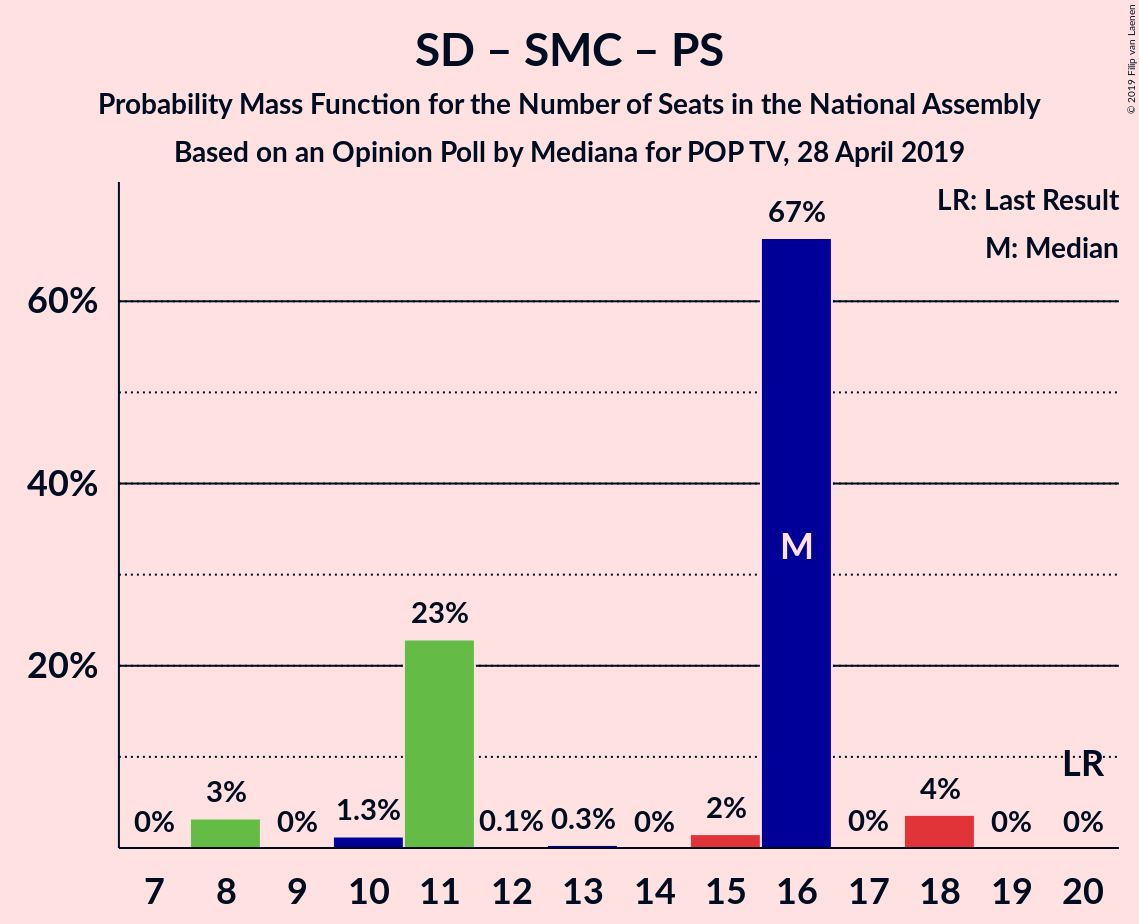 SD – SMC – PS
Probability Mass Function for the Number of Seats in the National Assembly
Based on an Opinion Poll by Mediana for POP TV, 28 April 2019
© 2019 Filip van Laenen
LR: Last Result
M: Median
60%
40%
20%
0%
3%
0%
1.3%
23%
0.1%
0.3%
0%
2%
67%
M
0%
4%
0%
LR
0%
7 8 9 10 11 12 13 14 15 16 17 18 19 20